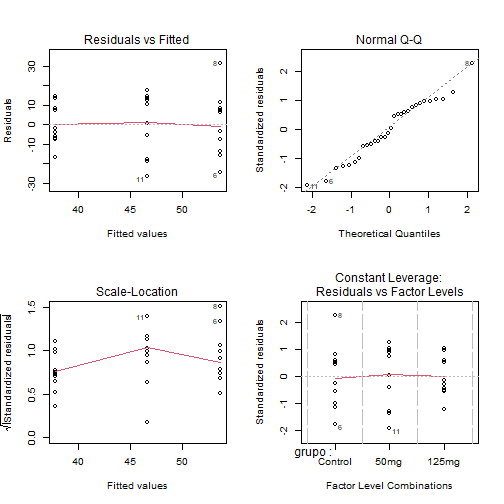 Residuals vs Fitted
Residuals
30
10
0
-10
-30
8
11
6
40
45
50
Fitted values
Normal Q-Q
Standardized residuals
2
1
0
-1
-2
8
11
6
-2
-1
0
1
2
Theoretical Quantiles
Scale-Location
√|Standardized residuals|
1.5
1.0
0.5
0.0
8
11
6
40
45
50
Fitted values
Constant Leverage:
Residuals vs Factor Levels
Standardized residuals
2
1
0
-1
-2
8
6
11
grupo :
Control
50mg
125mg
Factor Level Combinations